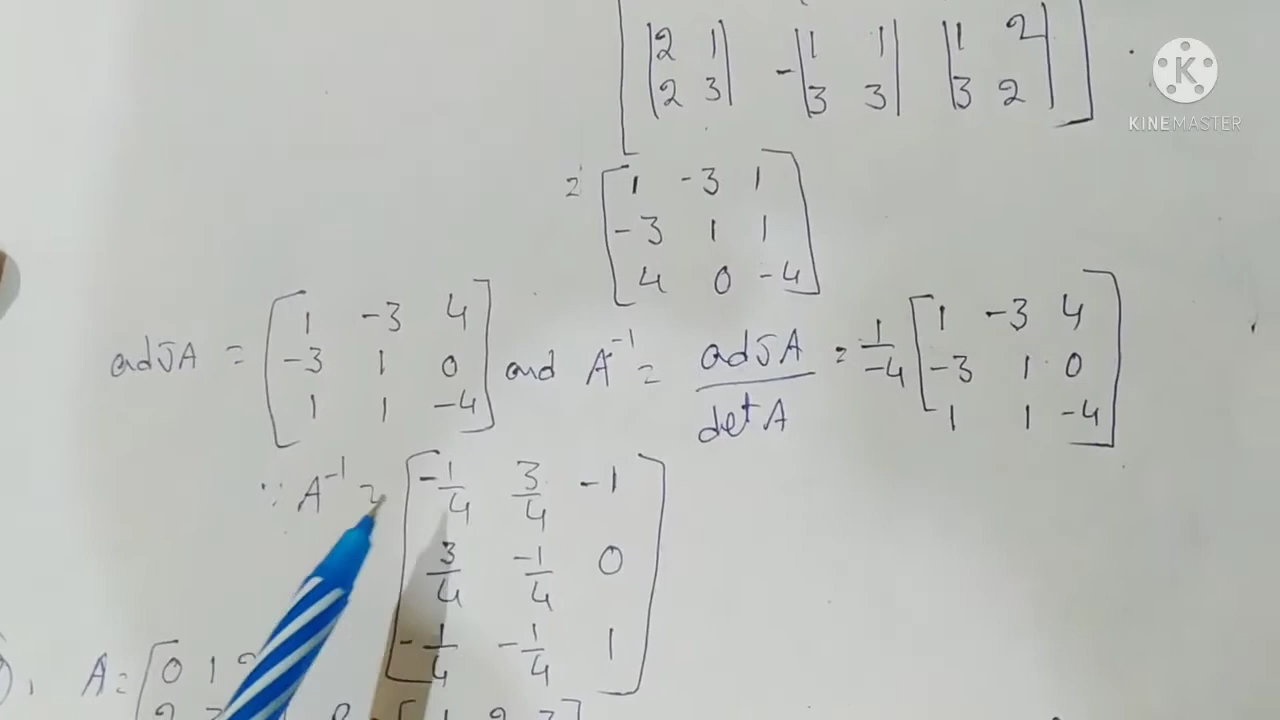 |2 1| -|1 1| |1 2|
|2 3| |3 3| |3 2|
KINEMASTER
= [1 -3 1
-3 1 1
4 0 -4]
adjA = [1 -3 4
-3 1 0
1 1 -4] and A⁻¹ = adjA/detA = 1/-4 [1 -3 4
-3 1 0
1 1 -4]
∵ A⁻¹ = [-1/4 3/4 -1
3/4 -1/4 0
-1/4 -1/4 1]
A = [0 1